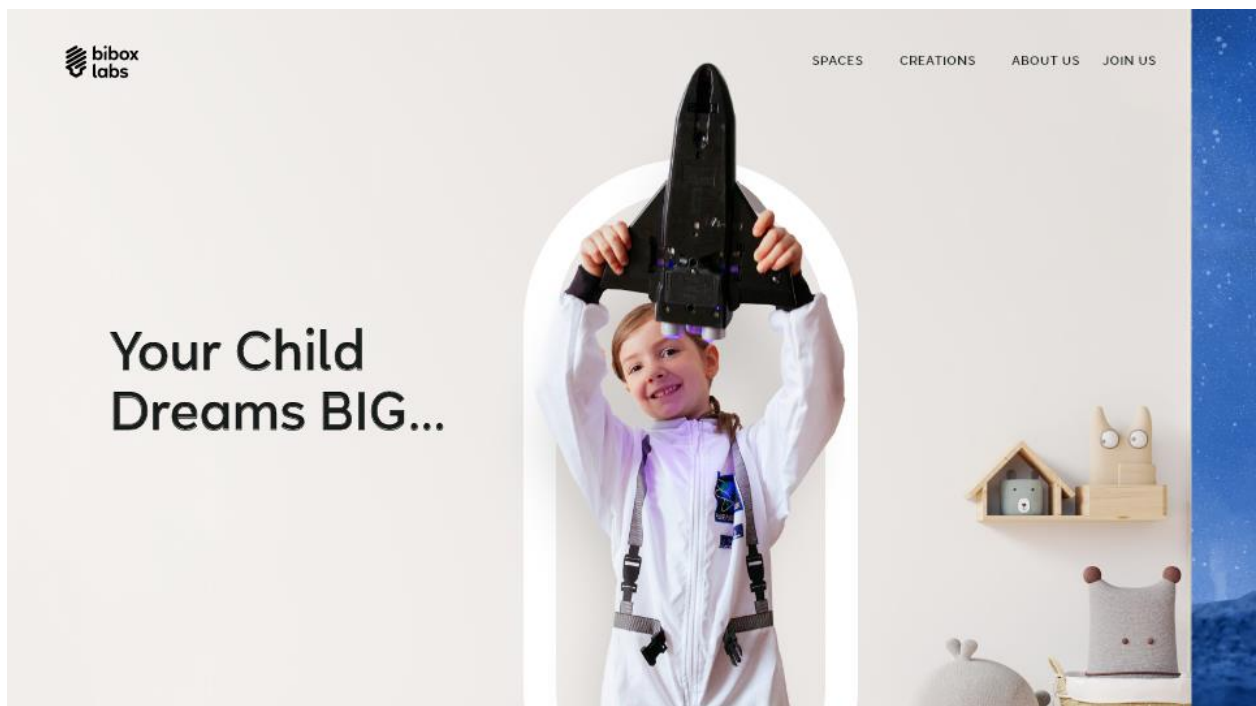 bibox
labs
SPACES CREATIONS ABOUT US JOIN US
Your Child
Dreams BIG...